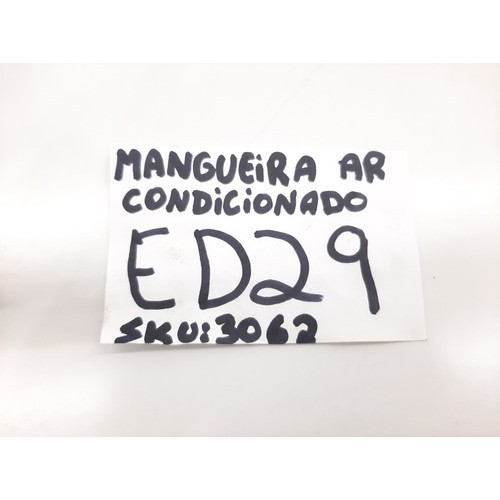 MANGUEiRA AR
CONDiCiONADO
ED29
SKU:3062